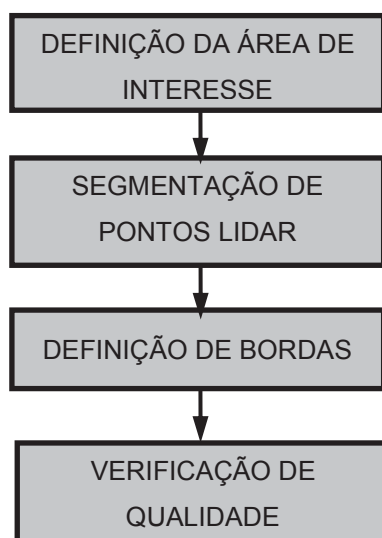 DEFINIÇÃO DA ÁREA DE
INTERESSE
SEGMENTAÇÃO DE
PONTOS LIDAR
DEFINIÇÃO DE BORDAS
VERIFICAÇÃO DE
QUALIDADE